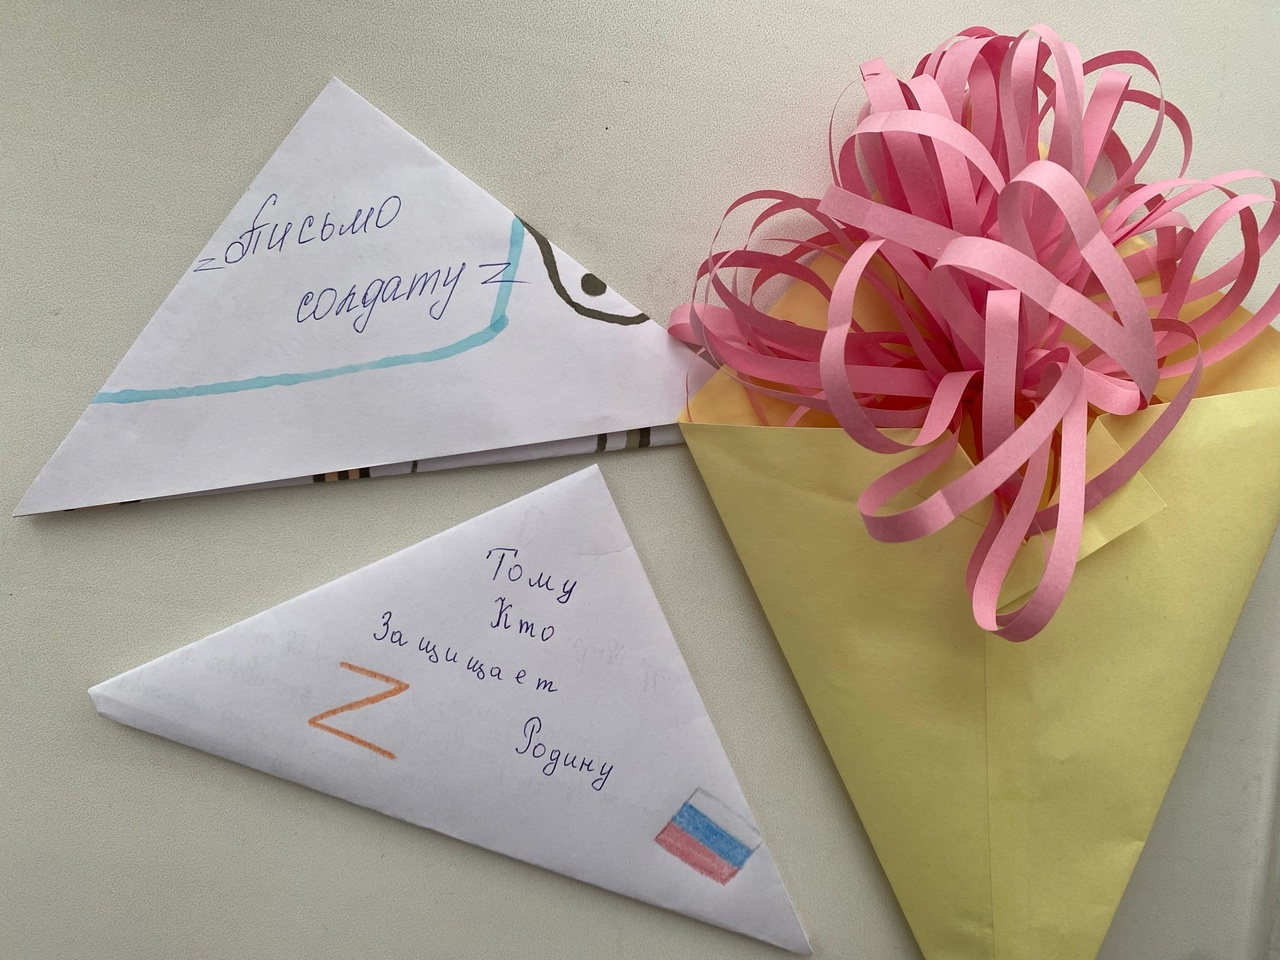 -Письмо
солдату-
Тому
Кто
Защищает
Z
Родину